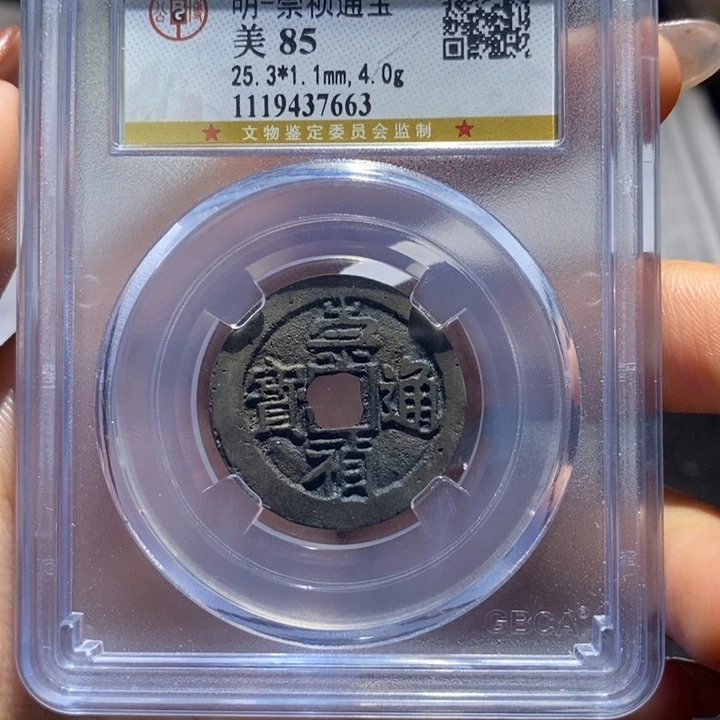 明-崇祯通宝
美 85
25.3*1.1mm, 4.0g
1119437663
文物鉴定委员会监制
崇
寶 通
禎
GBCA®